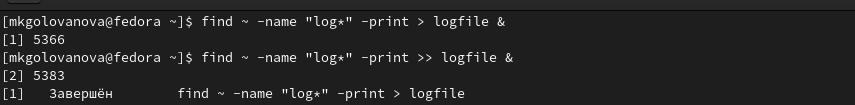 [mkgolovanova@fedora ~]$ find ~ -name "log*" -print > logfile &
[1] 5366
[mkgolovanova@fedora ~]$ find ~ -name "log*" -print >> logfile &
[2] 5383
[1]   Завершён        find ~ -name "log*" -print > logfile